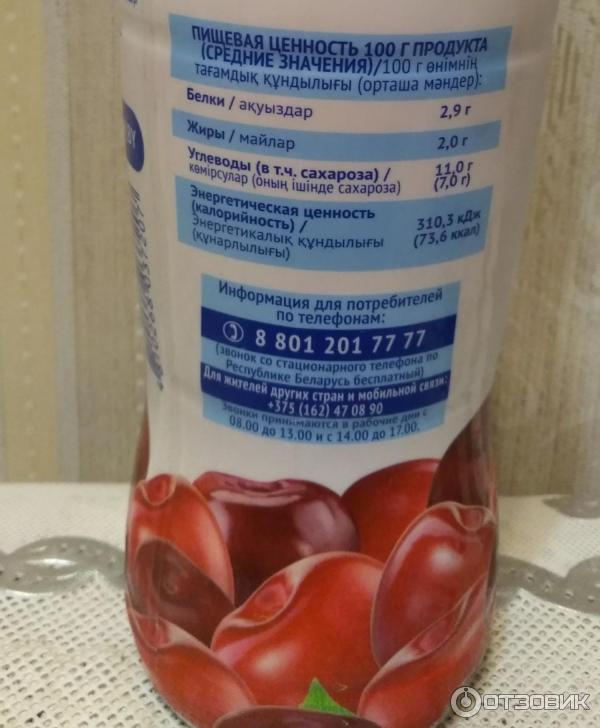 ПИЩЕВАЯ ЦЕННОСТЬ 100 Г ПРОДУКТА
(СРЕДНИЕ ЗНАЧЕНИЯ)/100 г өнімнің
тағамдық құндылығы (орташа мәндер):
Белки / ақуыздар 2,9 г
Жиры / майлар 2,0 г
Углеводы (в т.ч. сахароза) / 11,0 г
көмірсулар (оның ішінде сахароза) (7,0 г)
Энергетическая ценность
(калорийность) / 310,3 кДж
Энергетикалық құндылығы (73,6 ккал)
(құнарлылығы)
Информация для потребителей
по телефонам:
8 801 201 77 77
(звонок со стационарного телефона по
Республике Беларусь бесплатный)
Для жителей других стран и мобильной связи:
+375 (162) 47 08 90
Звонки принимаются в рабочие дни с
08.00 до 13.00 и с 14.00 до 17.00.
BY
ОТЗОВИК